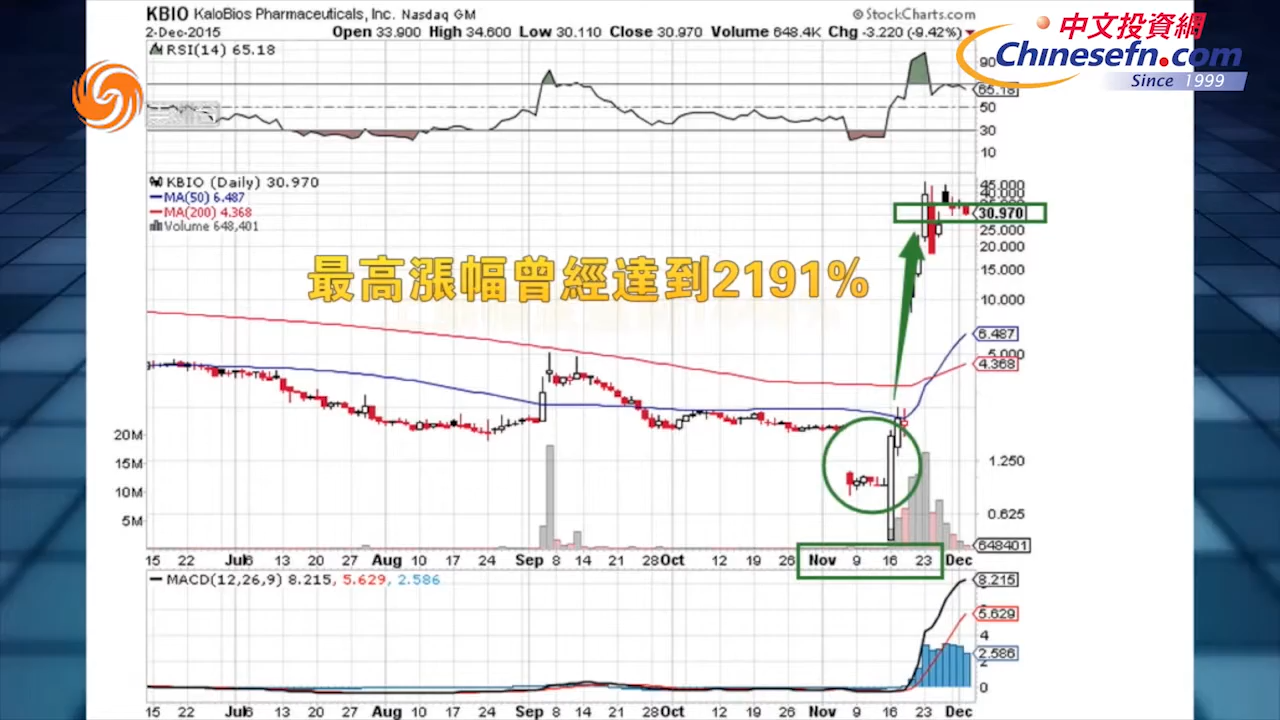 KBIO KaloBios Pharmaceuticals, Inc. Nasdaq GM
© StockCharts.com
2-Dec-2015
Open 33.900 High 34.600 Low 30.110 Close 30.970 Volume 648.4K Chg -3.220 (-9.42%)
中文投資網
Chinesefn.com
Since 1999
RSI(14) 65.18
90
65.18
50
30
10
KBIO (Daily) 30.970
MA(50) 6.487
MA(200) 4.368
Volume 648,401
45.000
40.000
30.970
25.000
20.000
15.000
10.000
6.487
5.000
4.368
1.250
0.625
648401
最高漲幅曾經達到2191%
20M
15M
10M
5M
15 22 Jul6 13 20 27 Aug 10 17 24 Sep 8 14 21 28 Oct 12 19 26 Nov 9 16 23 Dec
MACD(12,26,9) 8.215, 5.629, 2.586
8.215
5.629
4
2.586
2
0
15 22 Jul6 13 20 27 Aug 10 17 24 Sep 8 14 21 28 Oct 12 19 26 Nov 9 16 23 Dec